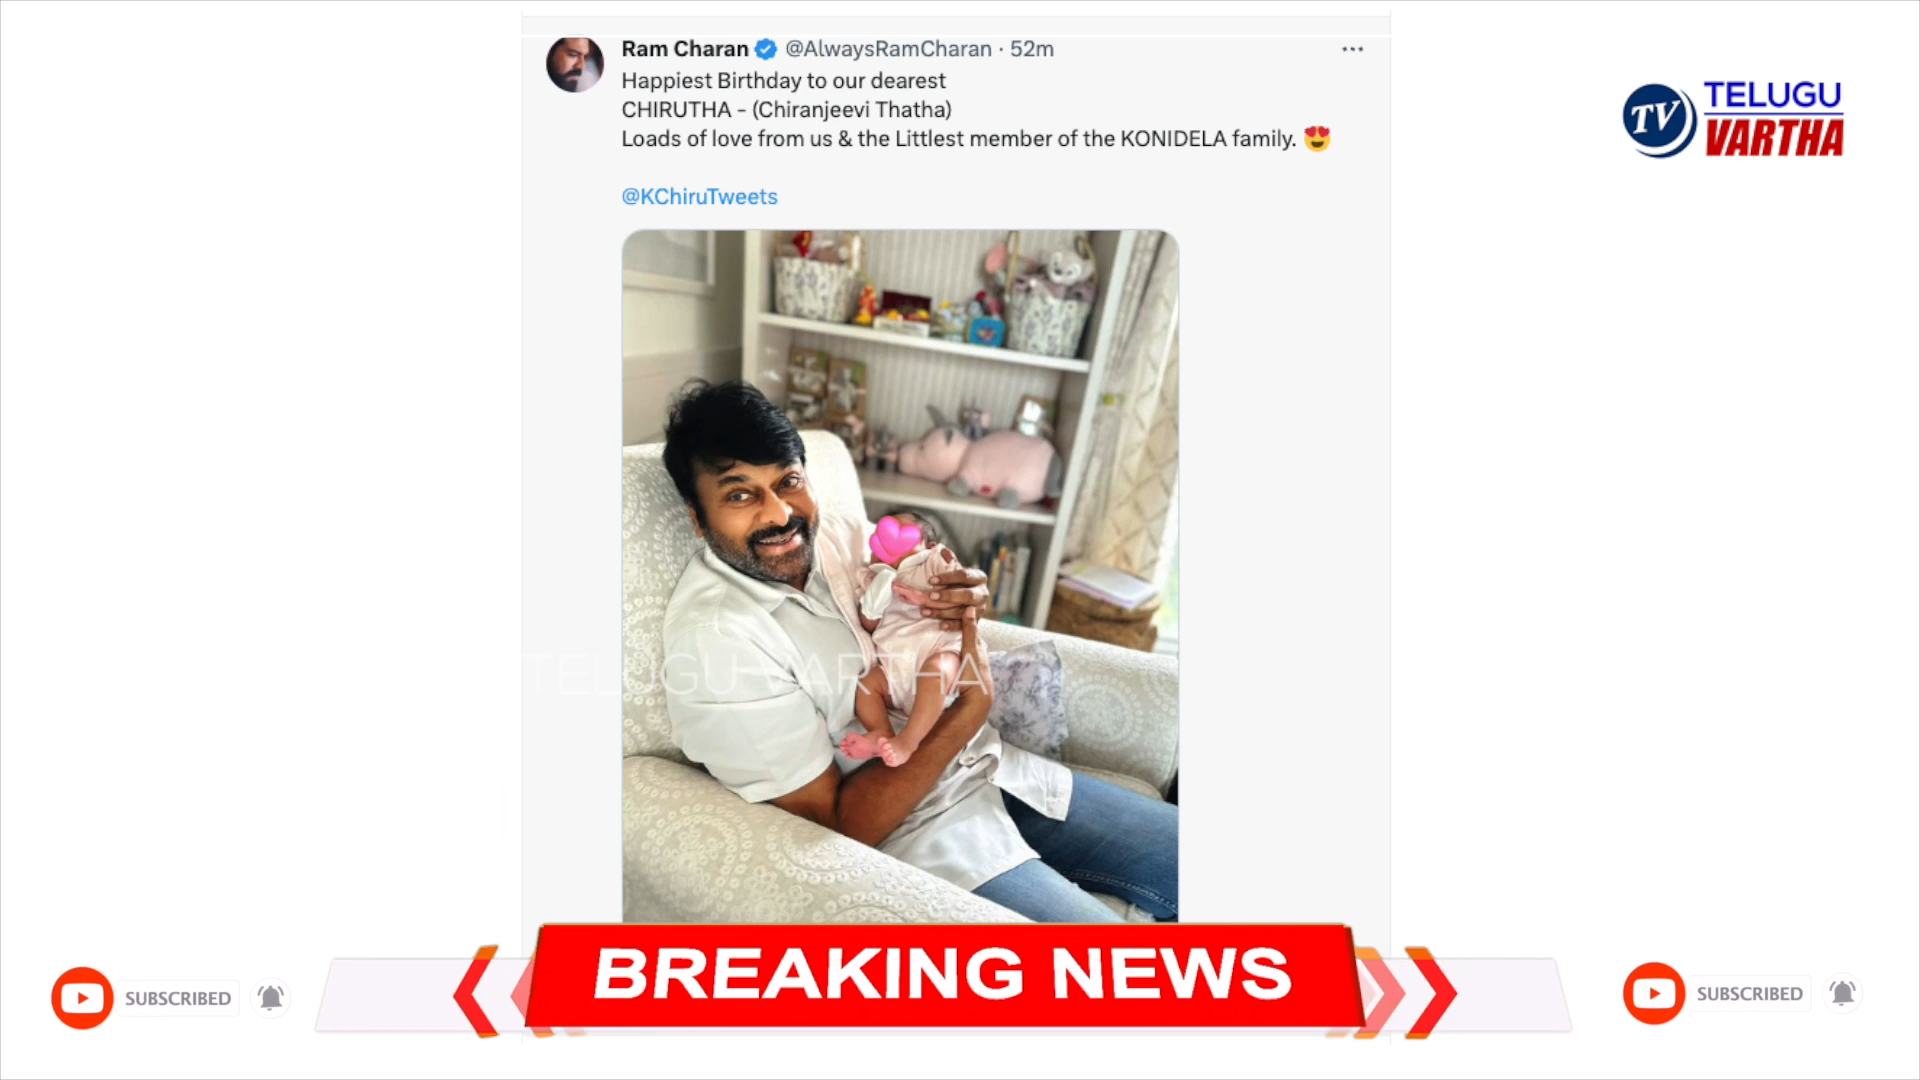 Ram Charan @AlwaysRamCharan · 52m
Happiest Birthday to our dearest
CHIRUTHA - (Chiranjeevi Thatha)
Loads of love from us & the Littlest member of the KONIDELA family. 😍
@KChiruTweets
TV TELUGU
VARTHA
TELUGU VARTHA
BREAKING NEWS
SUBSCRIBED
SUBSCRIBED